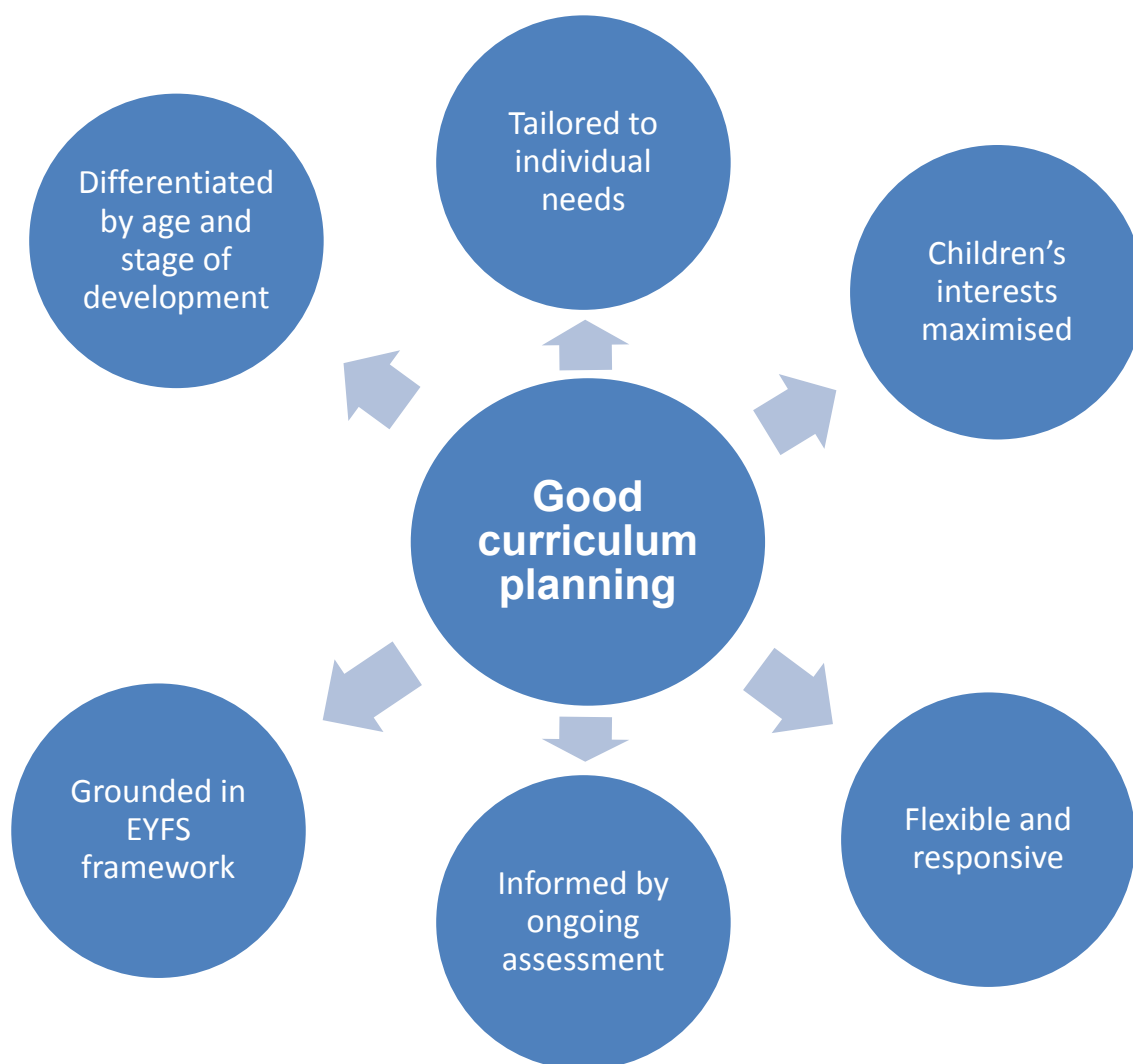 Tailored to
individual
needs
Differentiated
by age and
stage of
development
Children’s
interests
maximised
Good
curriculum
planning
Grounded in
EYFS
framework
Flexible and
responsive
Informed by
ongoing
assessment